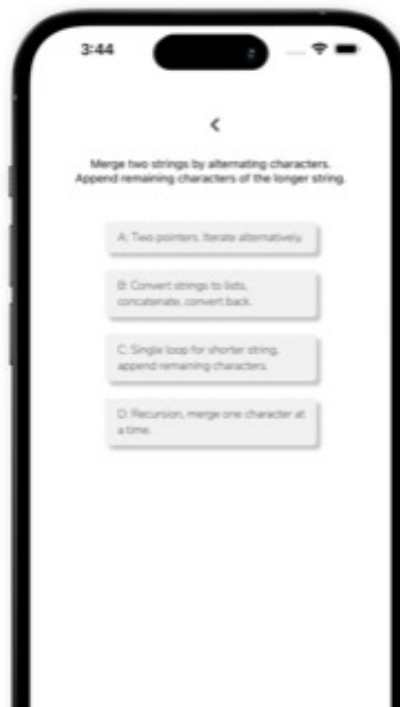 3:44
Merge two strings by alternating characters.
Append remaining characters of the longer string.
A: Two pointers. Iterate alternatively.
B: Convert strings to lists,
concatenate, convert back.
C: Single loop for shorter string,
append remaining characters.
D: Recursion, merge one character at
a time.